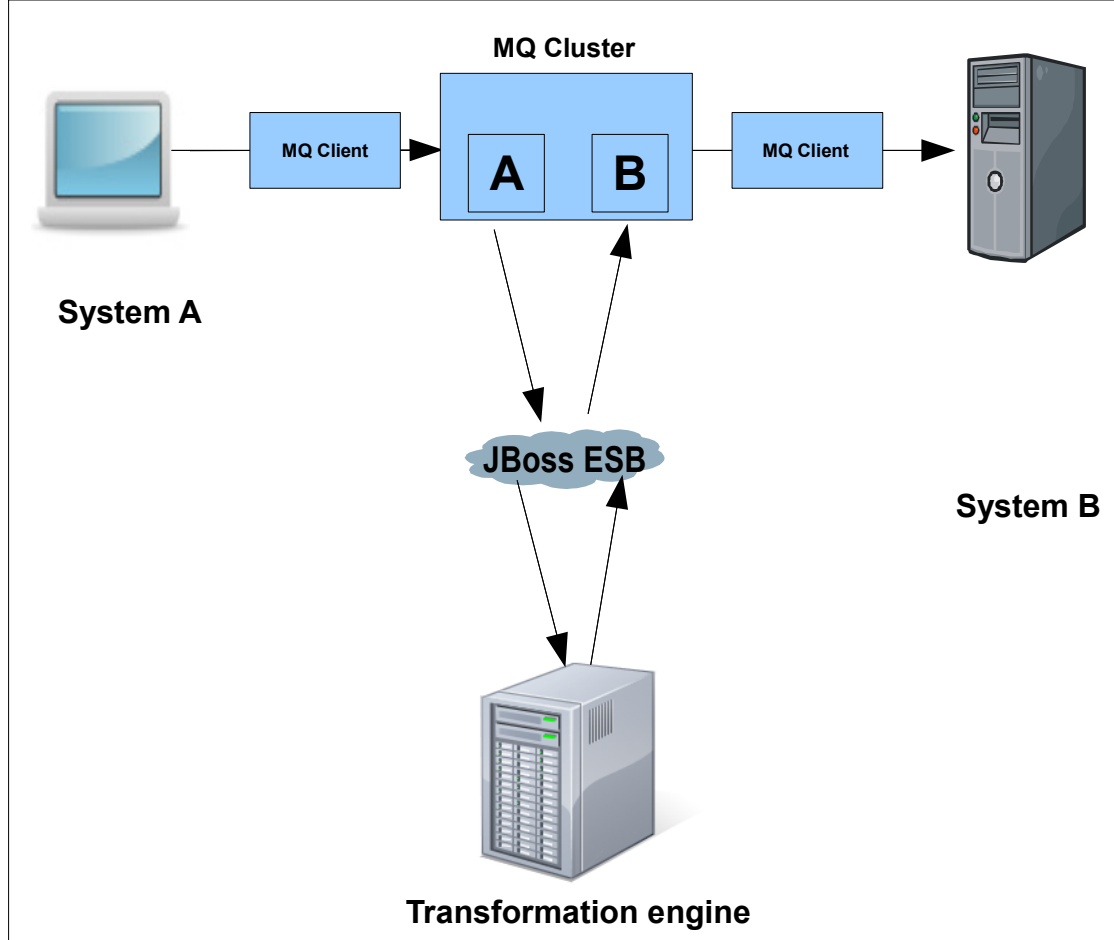 MQ Cluster
MQ Client
A
B
MQ Client
System A
JBoss ESB
System B
Transformation engine